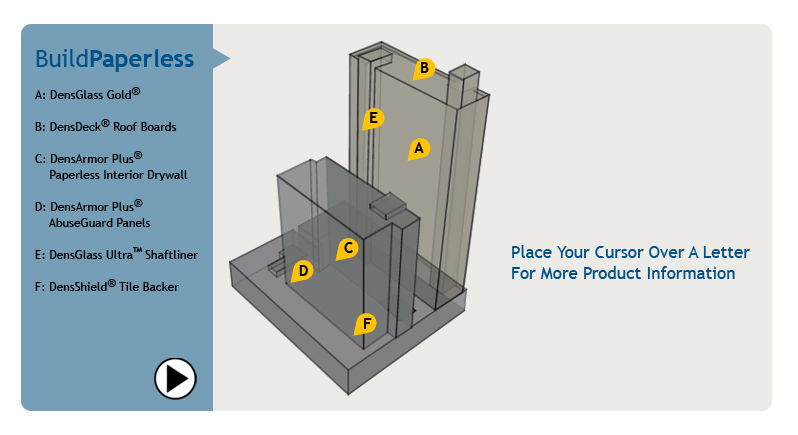 BuildPaperless
A: DensGlass Gold®
B: DensDeck® Roof Boards
C: DensArmor Plus®
Paperless Interior Drywall
D: DensArmor Plus®
AbuseGuard Panels
E: DensGlass Ultra™ Shaftliner
F: DensShield® Tile Backer
B
E
A
C
D
F
Place Your Cursor Over A Letter
For More Product Information